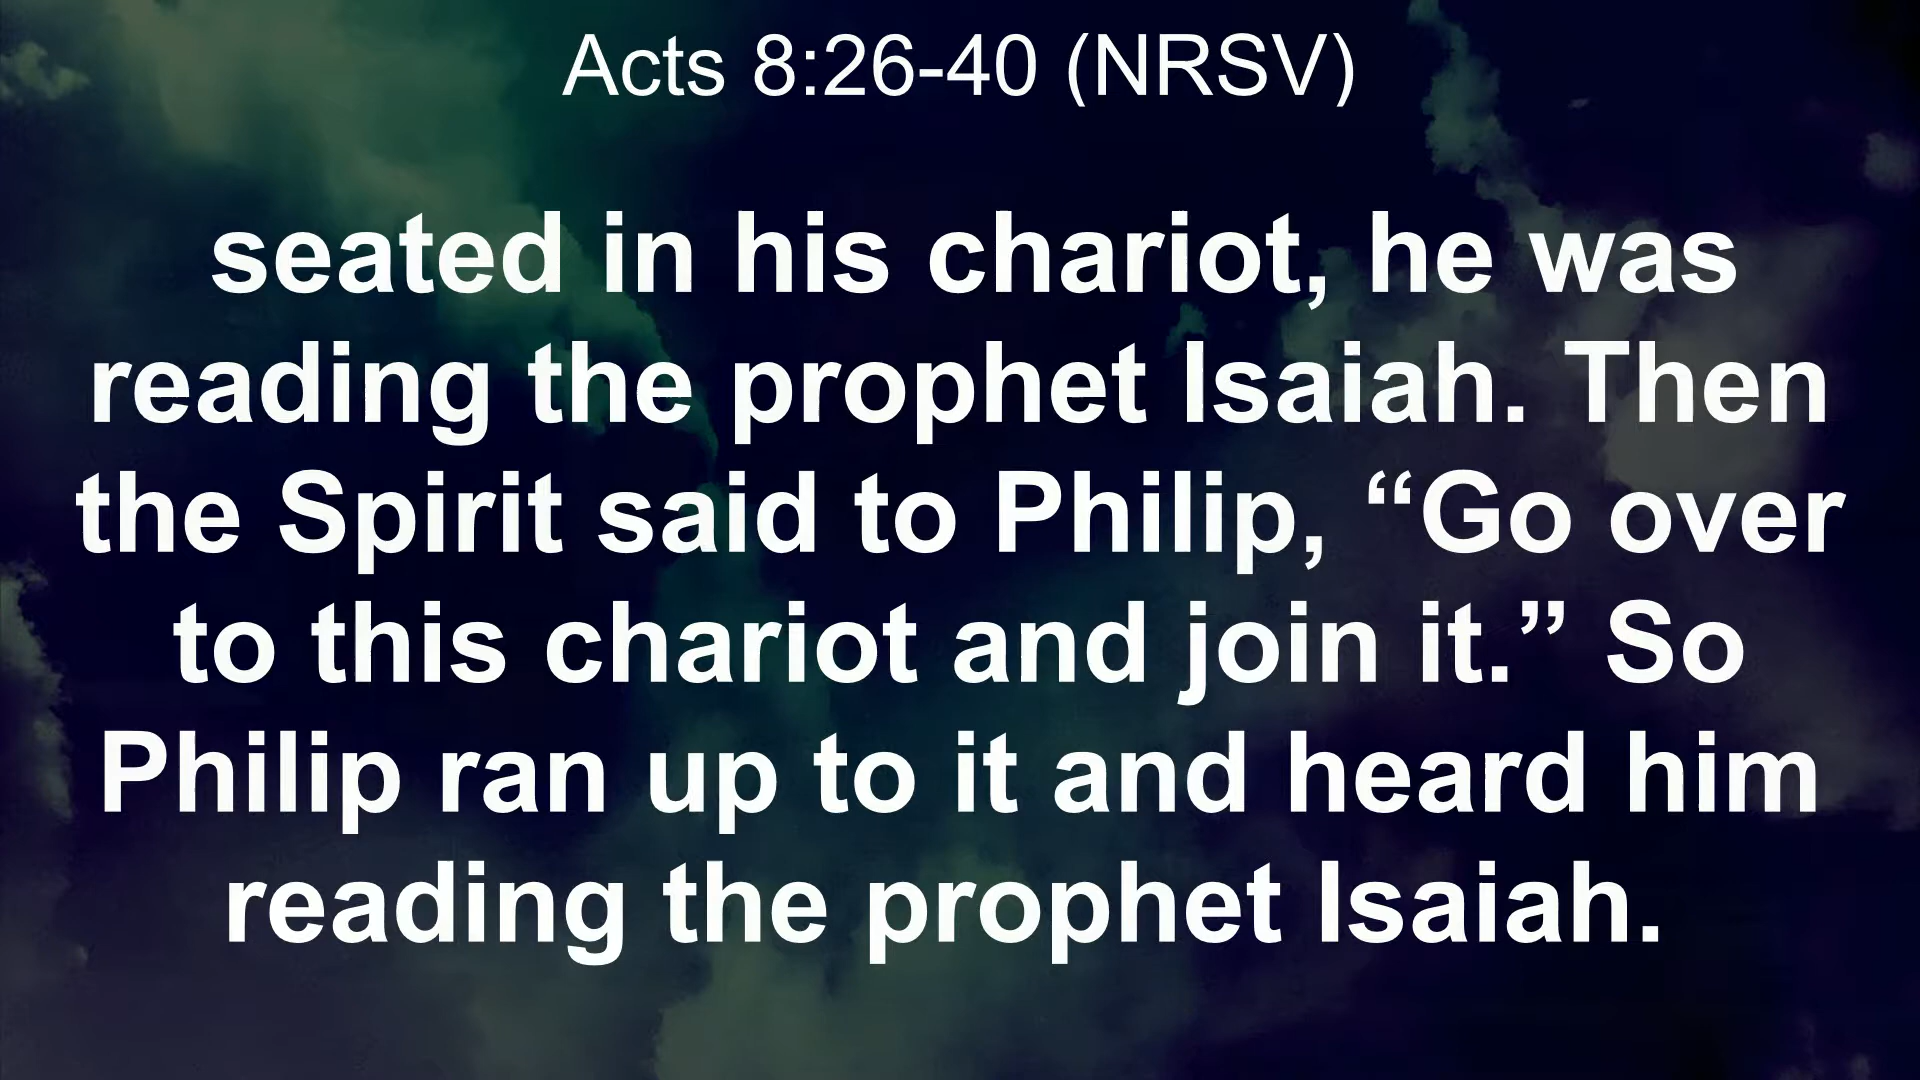 Acts 8:26-40 (NRSV)
seated in his chariot, he was
reading the prophet Isaiah. Then
the Spirit said to Philip, “Go over
to this chariot and join it.” So
Philip ran up to it and heard him
reading the prophet Isaiah.